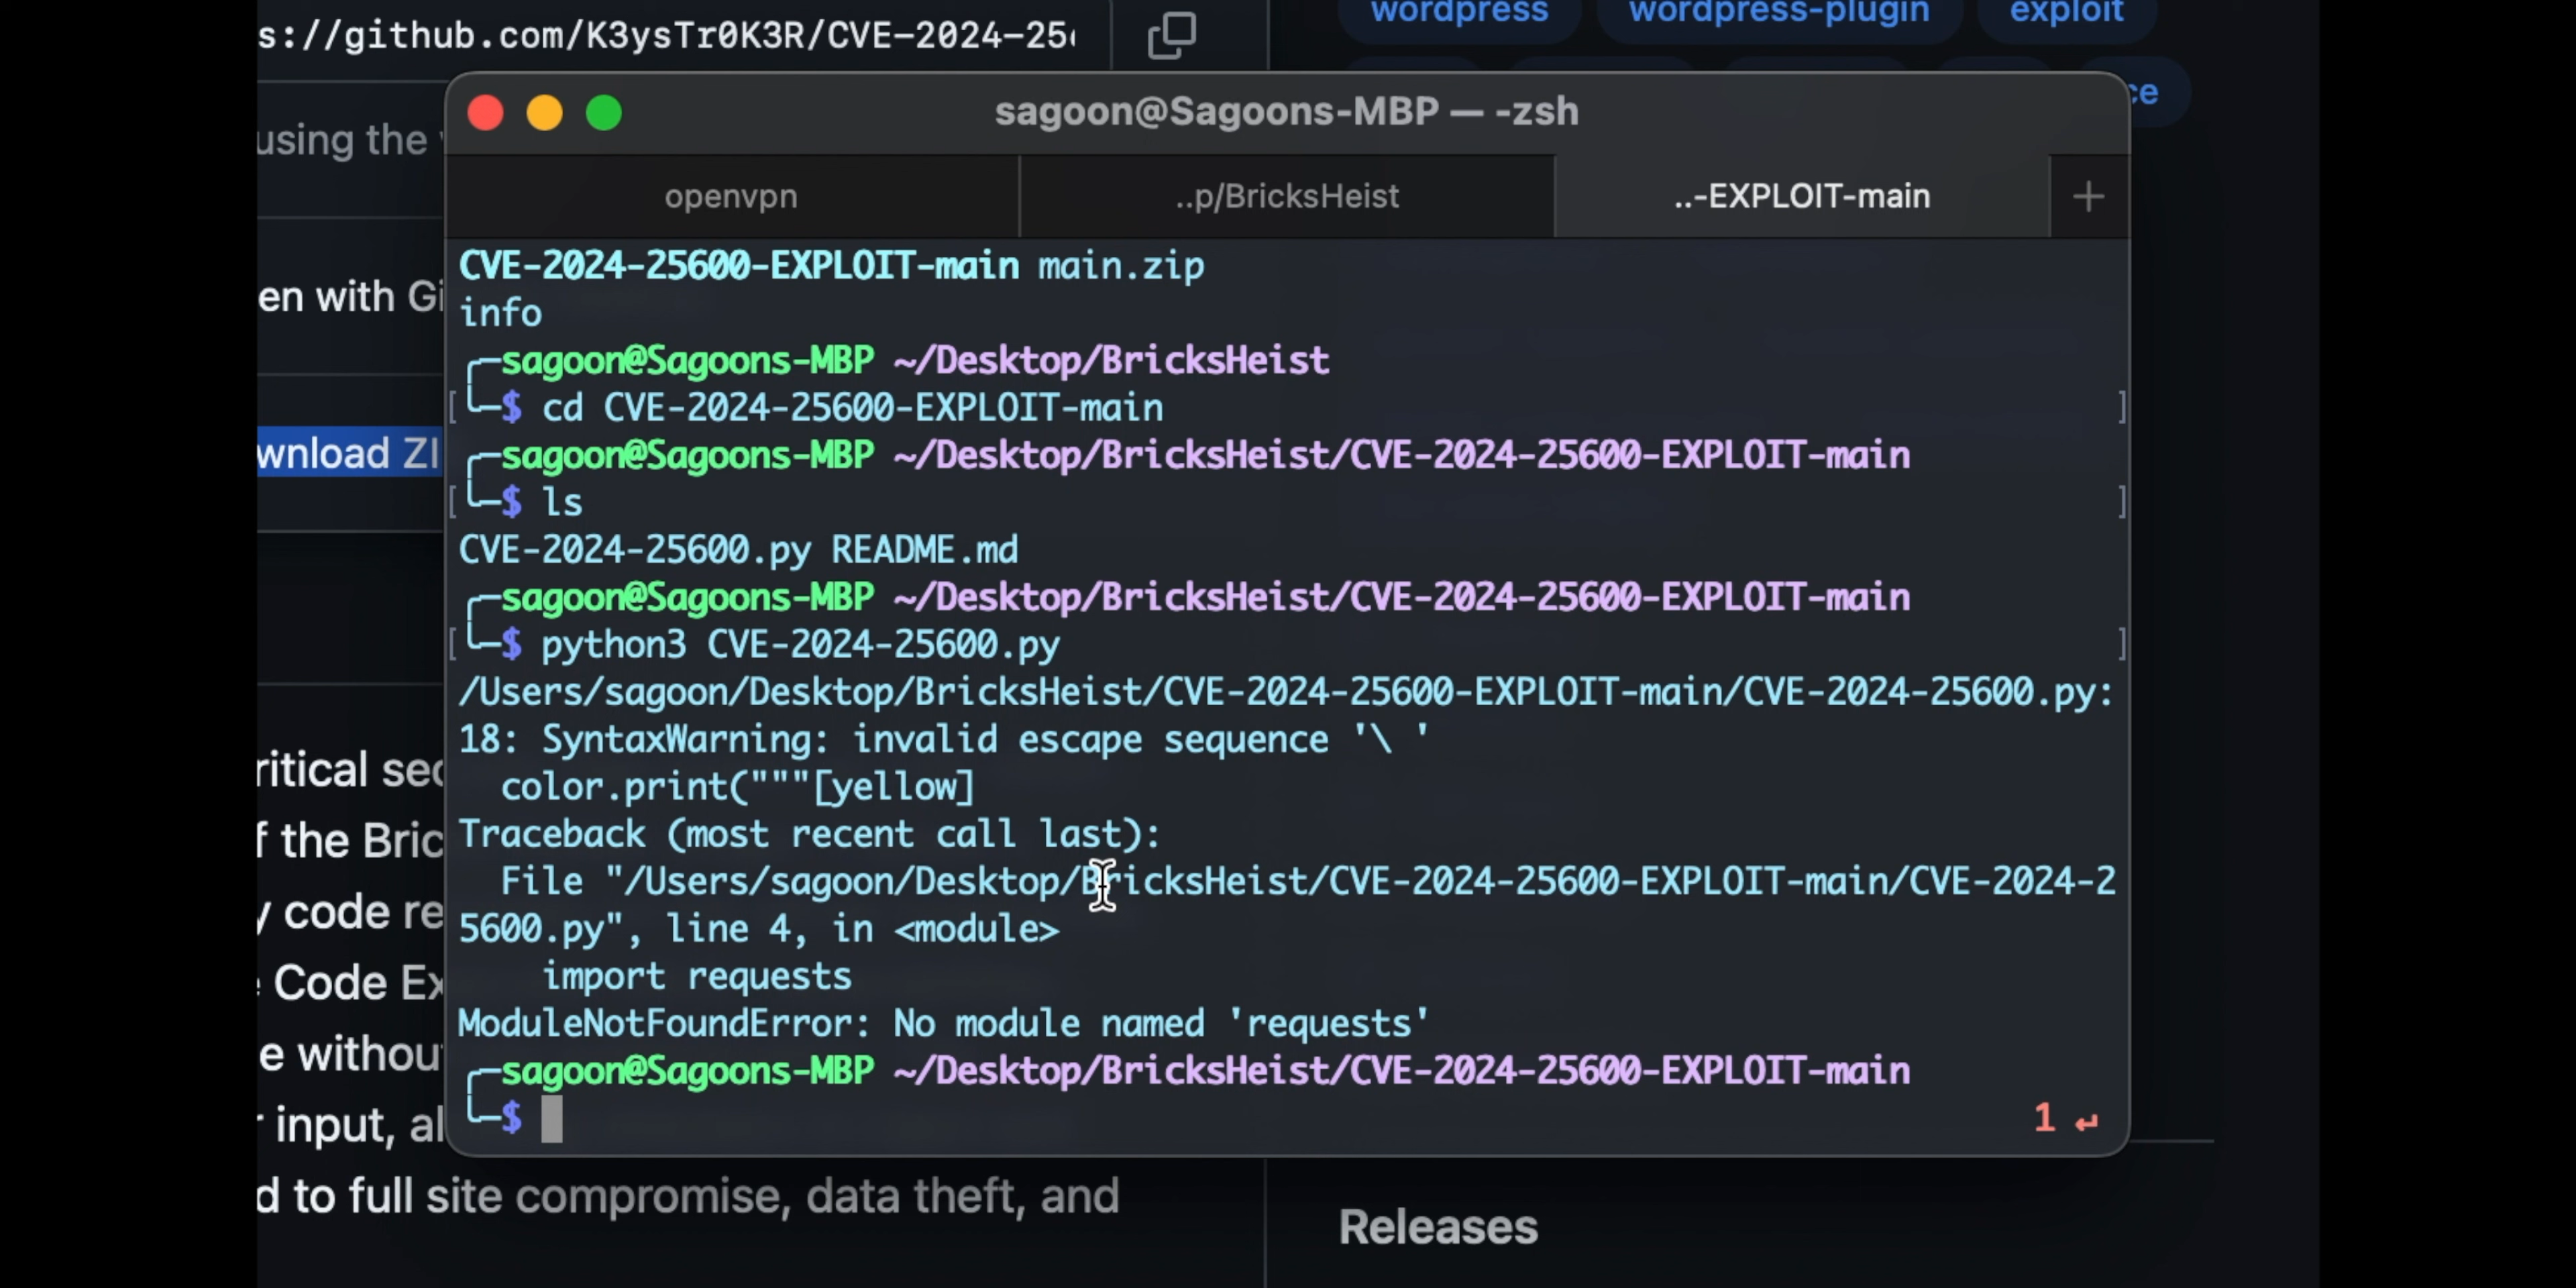 s://github.com/K3ysTr0K3R/CVE-2024-25
wordpress wordpress-plugin exploit
ce
using the
en with Gi
wnload ZI
sagoon@Sagoons-MBP — -zsh
openvpn ..p/BricksHeist ..-EXPLOIT-main +
CVE-2024-25600-EXPLOIT-main main.zip
info
sagoon@Sagoons-MBP ~/Desktop/BricksHeist
[ $ cd CVE-2024-25600-EXPLOIT-main ]
sagoon@Sagoons-MBP ~/Desktop/BricksHeist/CVE-2024-25600-EXPLOIT-main
[ $ ls ]
CVE-2024-25600.py README.md
sagoon@Sagoons-MBP ~/Desktop/BricksHeist/CVE-2024-25600-EXPLOIT-main
[ $ python3 CVE-2024-25600.py ]
/Users/sagoon/Desktop/BricksHeist/CVE-2024-25600-EXPLOIT-main/CVE-2024-25600.py:
18: SyntaxWarning: invalid escape sequence '\ '
color.print("""[yellow]
Traceback (most recent call last):
File "/Users/sagoon/Desktop/BricksHeist/CVE-2024-25600-EXPLOIT-main/CVE-2024-2
5600.py", line 4, in <module>
import requests
ModuleNotFoundError: No module named 'requests'
sagoon@Sagoons-MBP ~/Desktop/BricksHeist/CVE-2024-25600-EXPLOIT-main
$ 1 ↵
ritical sec
f the Bric
y code re
Code Ex
e without
r input, al
d to full site compromise, data theft, and
Releases